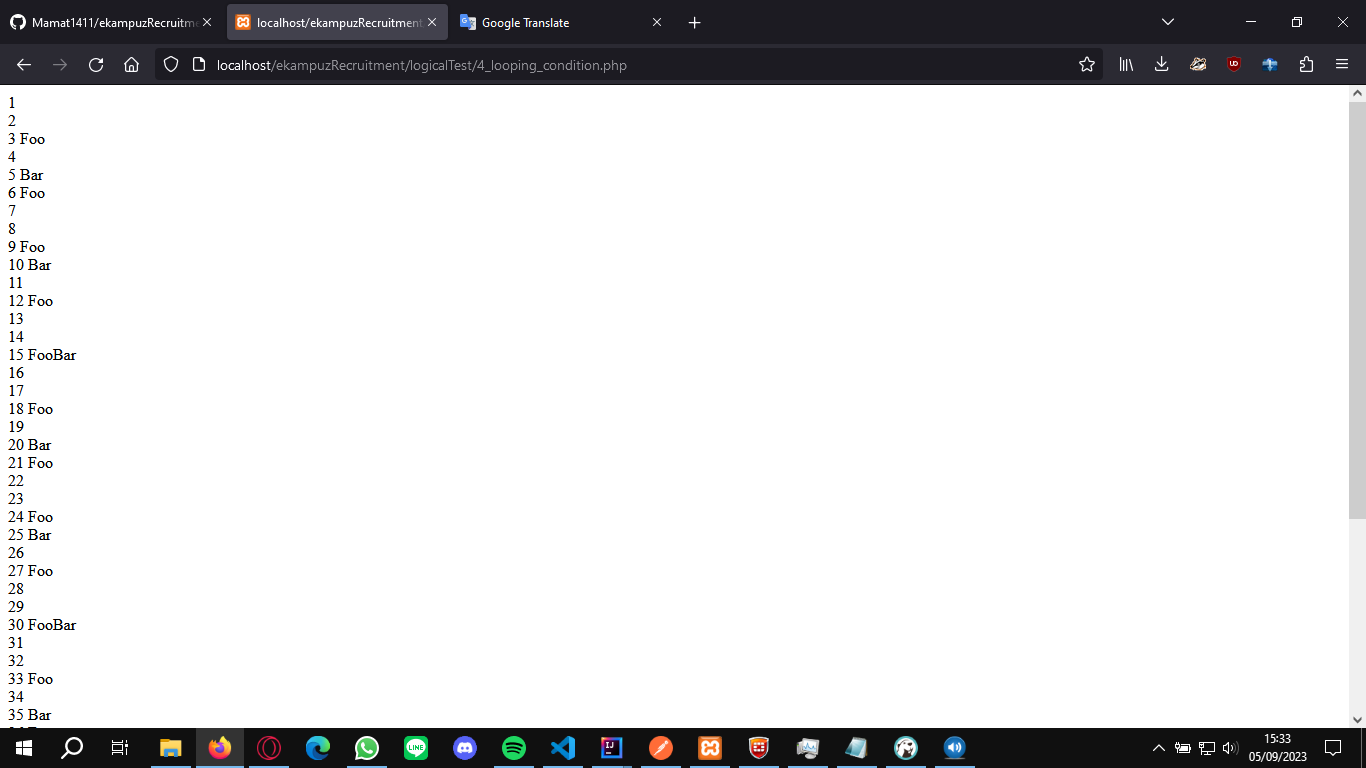 Mamat1411/ekampuzRecruitme
localhost/ekampuzRecruitment
Google Translate
localhost/ekampuzRecruitment/logicalTest/4_looping_condition.php
1
2
3 Foo
4
5 Bar
6 Foo
7
8
9 Foo
10 Bar
11
12 Foo
13
14
15 FooBar
16
17
18 Foo
19
20 Bar
21 Foo
22
23
24 Foo
25 Bar
26
27 Foo
28
29
30 FooBar
31
32
33 Foo
34
35 Bar
15:33
05/09/2023